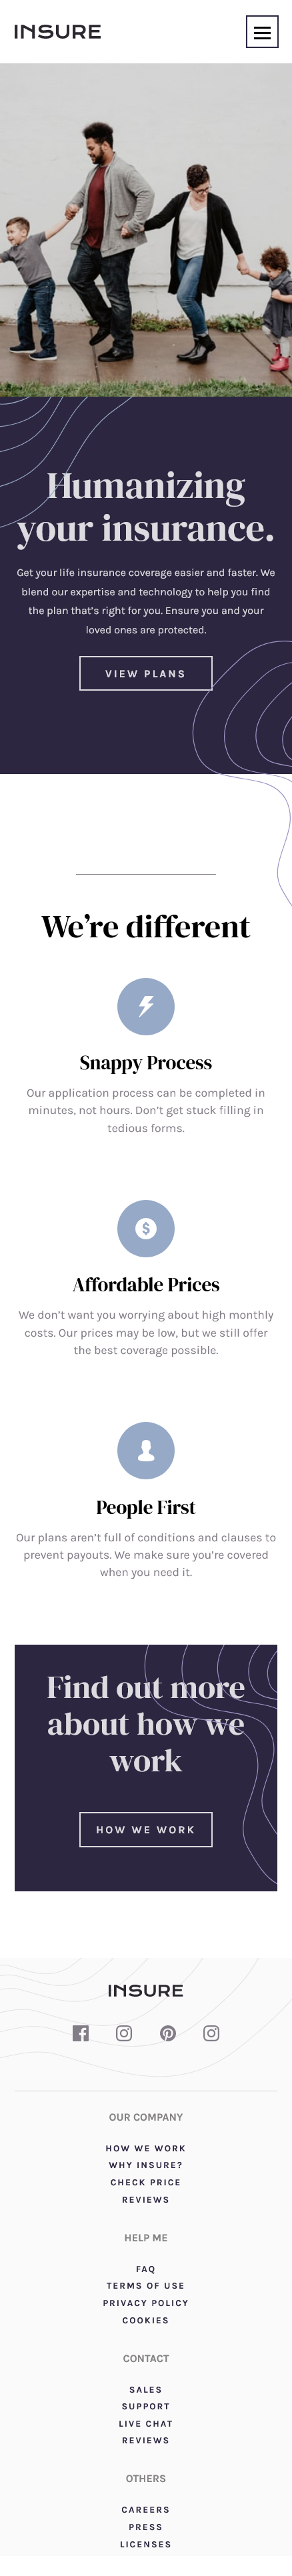 INSURE
Humanizing
your insurance.
Get your life insurance coverage easier and faster. We
blend our expertise and technology to help you find
the plan that's right for you. Ensure you and your
loved ones are protected.
VIEW PLANS
We're different
Snappy Process
Our application process can be completed in
minutes, not hours. Don't get stuck filling in
tedious forms.
Affordable Prices
We don't want you worrying about high monthly
costs. Our prices may be low, but we still offer
the best coverage possible.
People First
Our plans aren't full of conditions and clauses to
prevent payouts. We make sure you're covered
when you need it.
Find out more
about how we
work
HOW WE WORK
INSURE
OUR COMPANY
HOW WE WORK
WHY INSURE?
CHECK PRICE
REVIEWS
HELP ME
FAQ
TERMS OF USE
PRIVACY POLICY
COOKIES
CONTACT
SALES
SUPPORT
LIVE CHAT
REVIEWS
OTHERS
CAREERS
PRESS
LICENSES